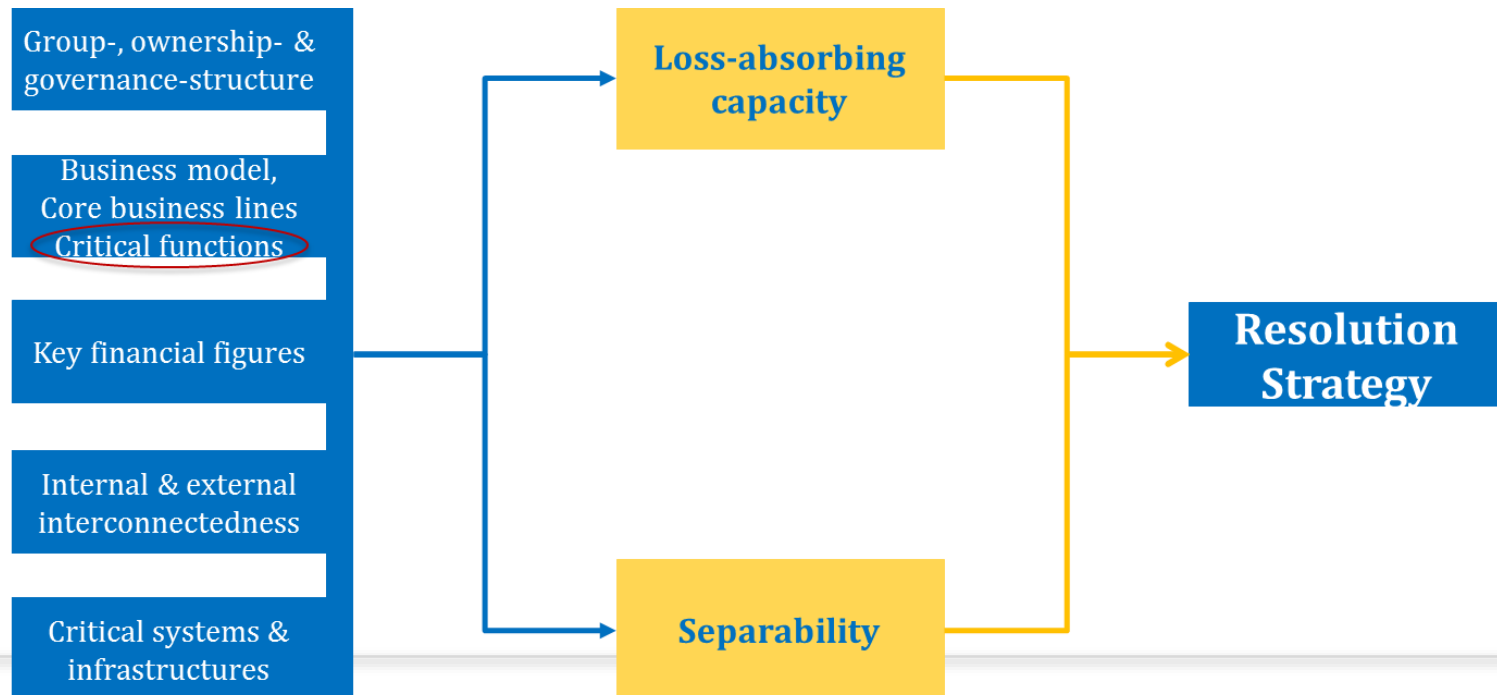 Group-, ownership- &
governance-structure
Business model,
Core business lines
Critical functions
Key financial figures
Internal & external
interconnectedness
Critical systems &
infrastructures
Loss-absorbing
capacity
Separability
Resolution
Strategy